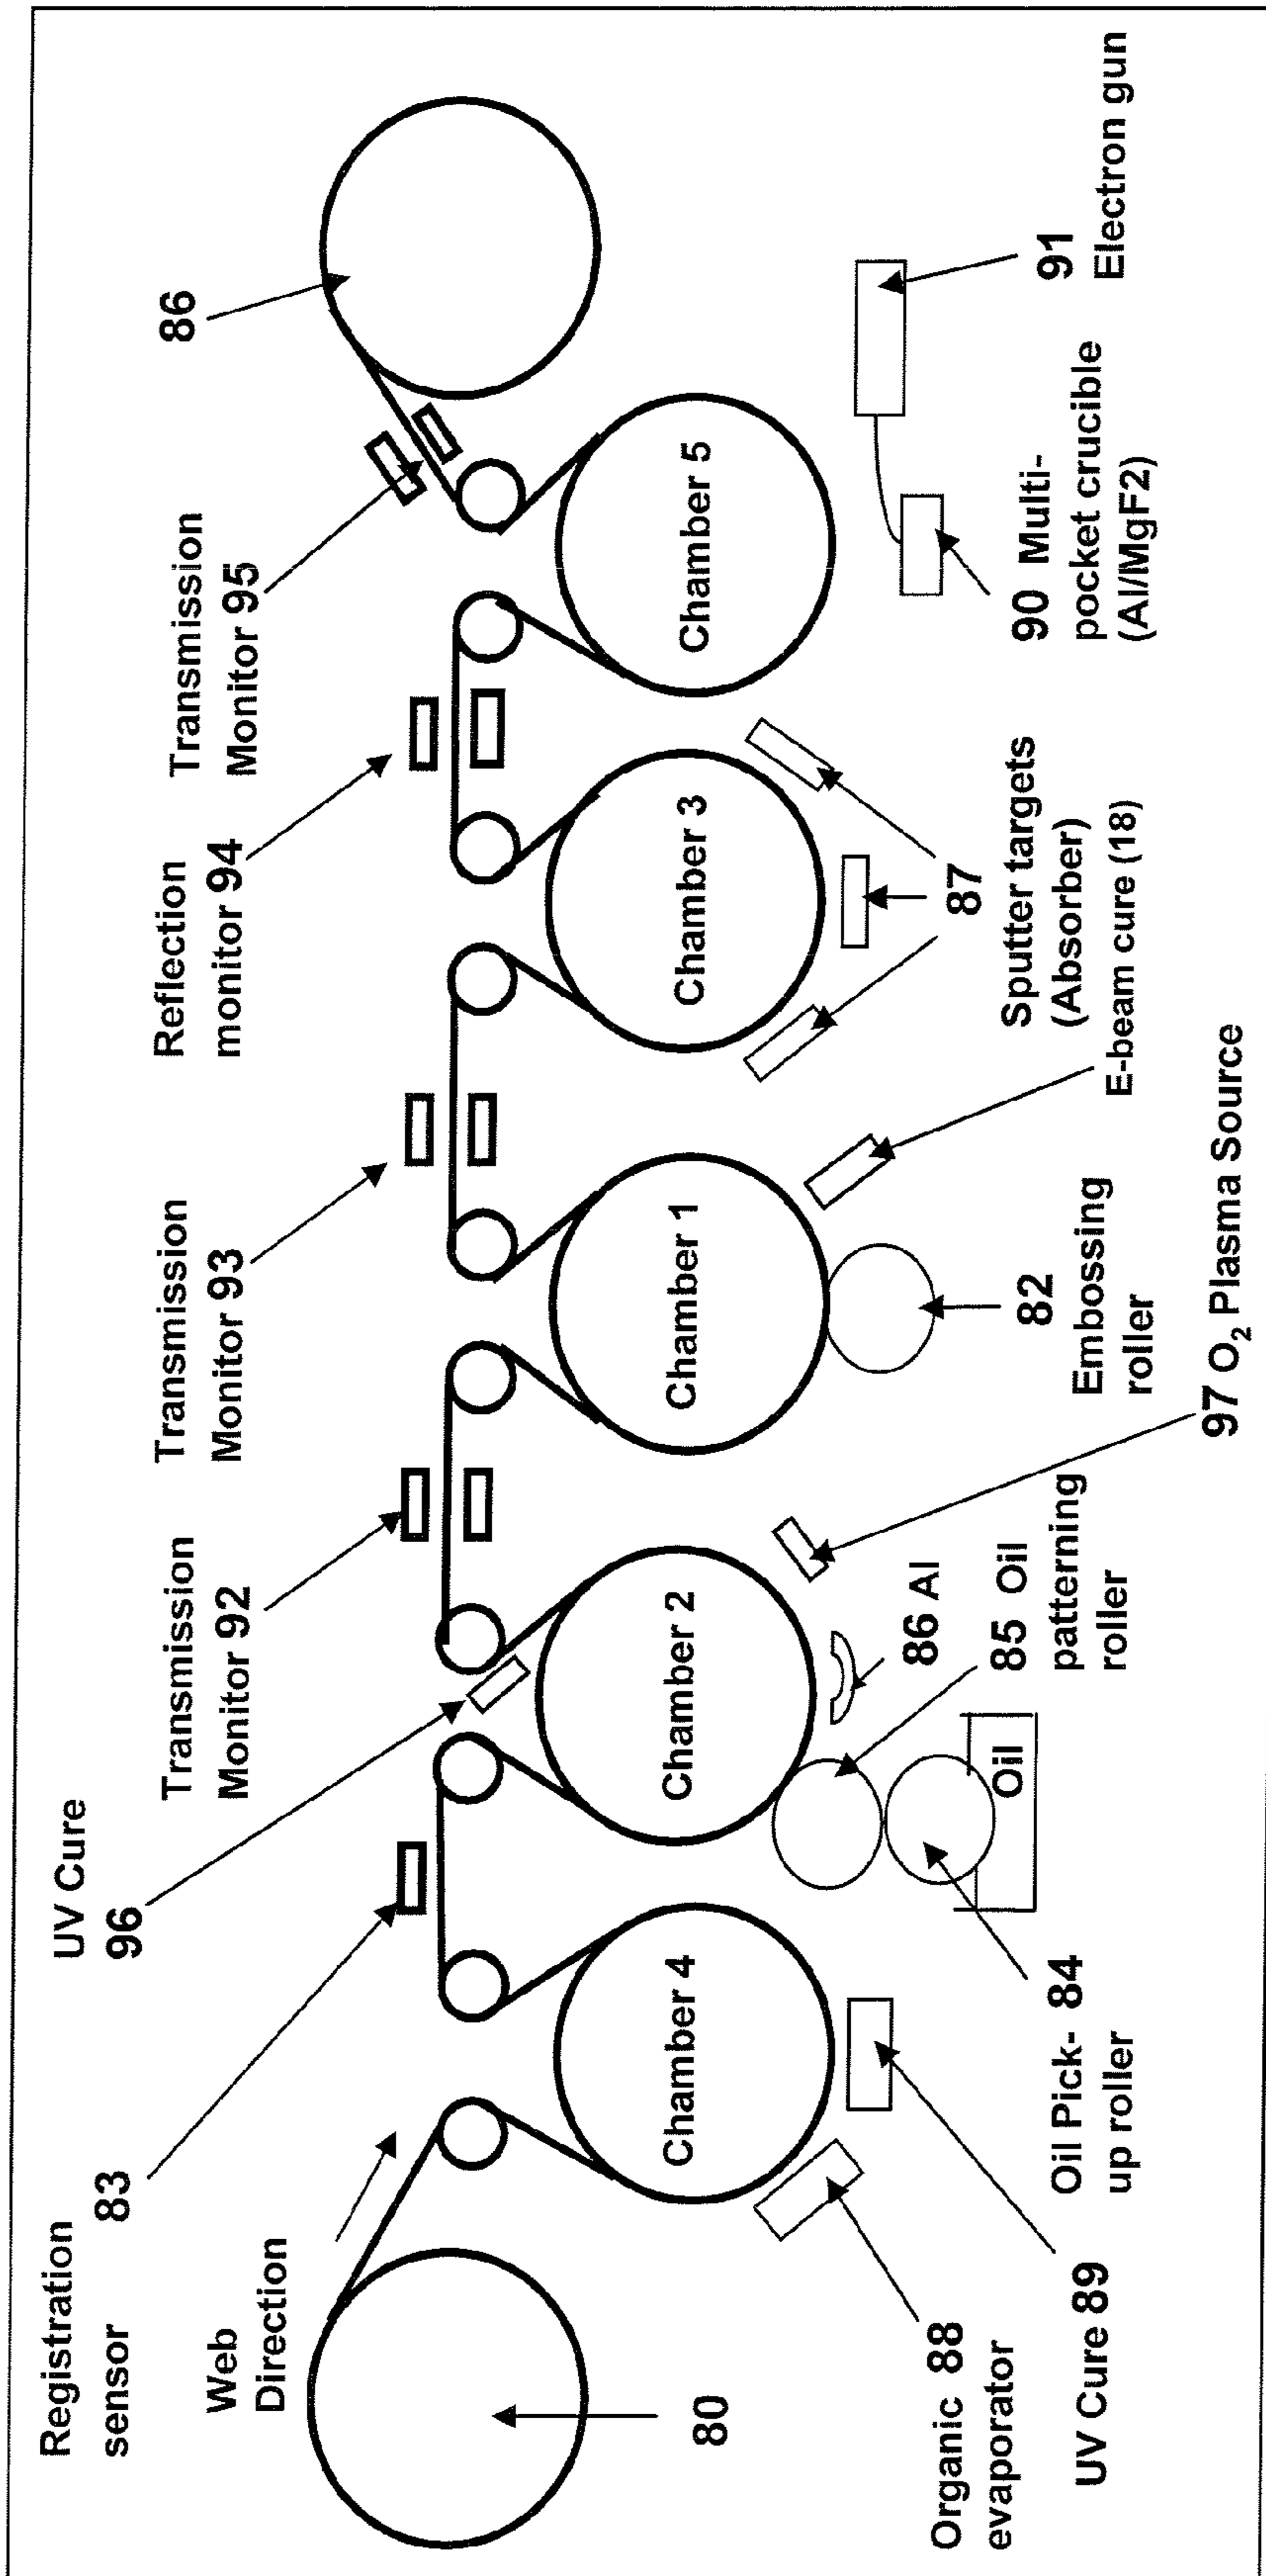 Registration
sensor 83
UV Cure
96
Transmission
Monitor 92
Transmission
Monitor 93
Reflection
monitor 94
Transmission
Monitor 95
86
Web
Direction
80
Chamber 4
Chamber 2
Chamber 1
Chamber 3
Chamber 5
Organic 88
evaporator
UV Cure 89
Oil Pick- 84
up roller
Oil
86 Al
85 Oil
patterning
roller
97 O₂ Plasma Source
82
Embossing
roller
E-beam cure (18)
87
Sputter targets
(Absorber)
90 Multi-
pocket crucible
(Al/MgF2)
91
Electron gun